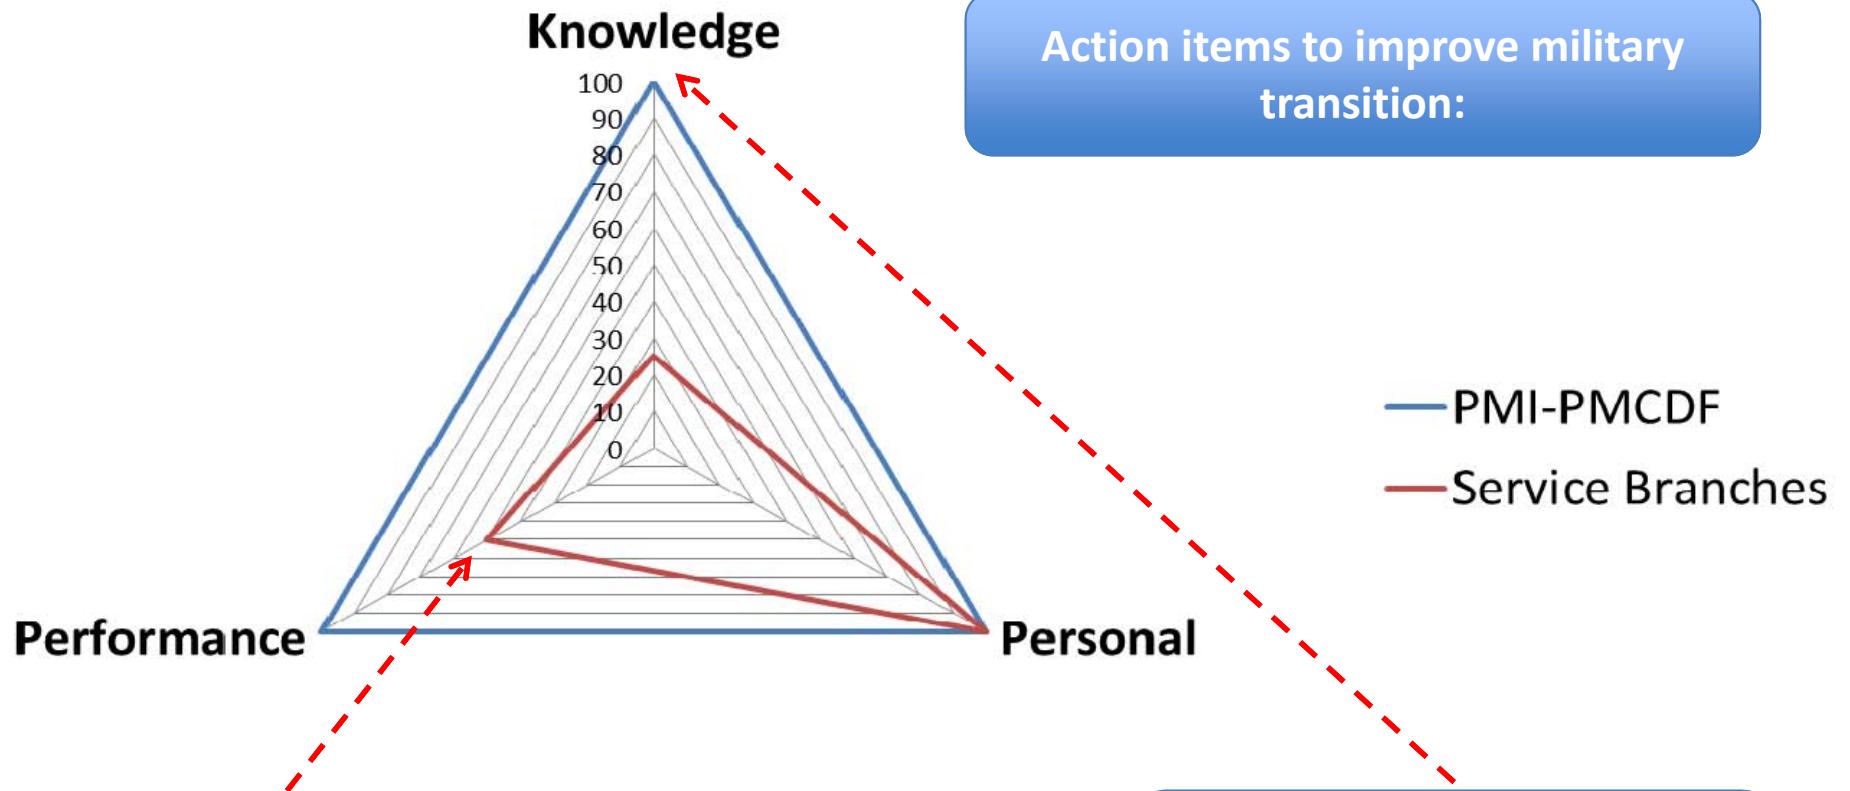 Knowledge
Action items to improve military
transition:
100
90
80
70
60
50
40
30
20
10
0
PMI-PMCDF
Service Branches
Performance
Personal